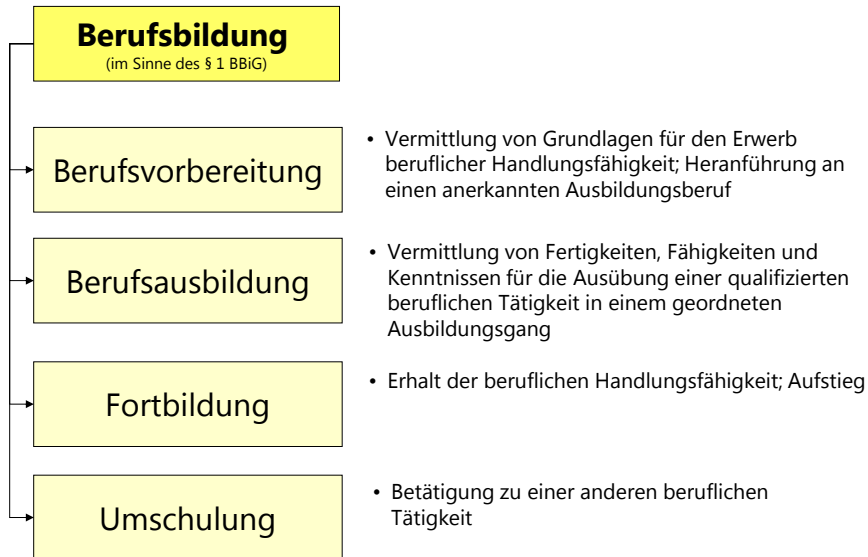 Berufsbildung
(im Sinne des § 1 BBiG)
Berufsvorbereitung
• Vermittlung von Grundlagen für den Erwerb
beruflicher Handlungsfähigkeit; Heranführung an
einen anerkannten Ausbildungsberuf
Berufsausbildung
• Vermittlung von Fertigkeiten, Fähigkeiten und
Kenntnissen für die Ausübung einer qualifizierten
beruflichen Tätigkeit in einem geordneten
Ausbildungsgang
Fortbildung
• Erhalt der beruflichen Handlungsfähigkeit; Aufstieg
Umschulung
• Betätigung zu einer anderen beruflichen
Tätigkeit